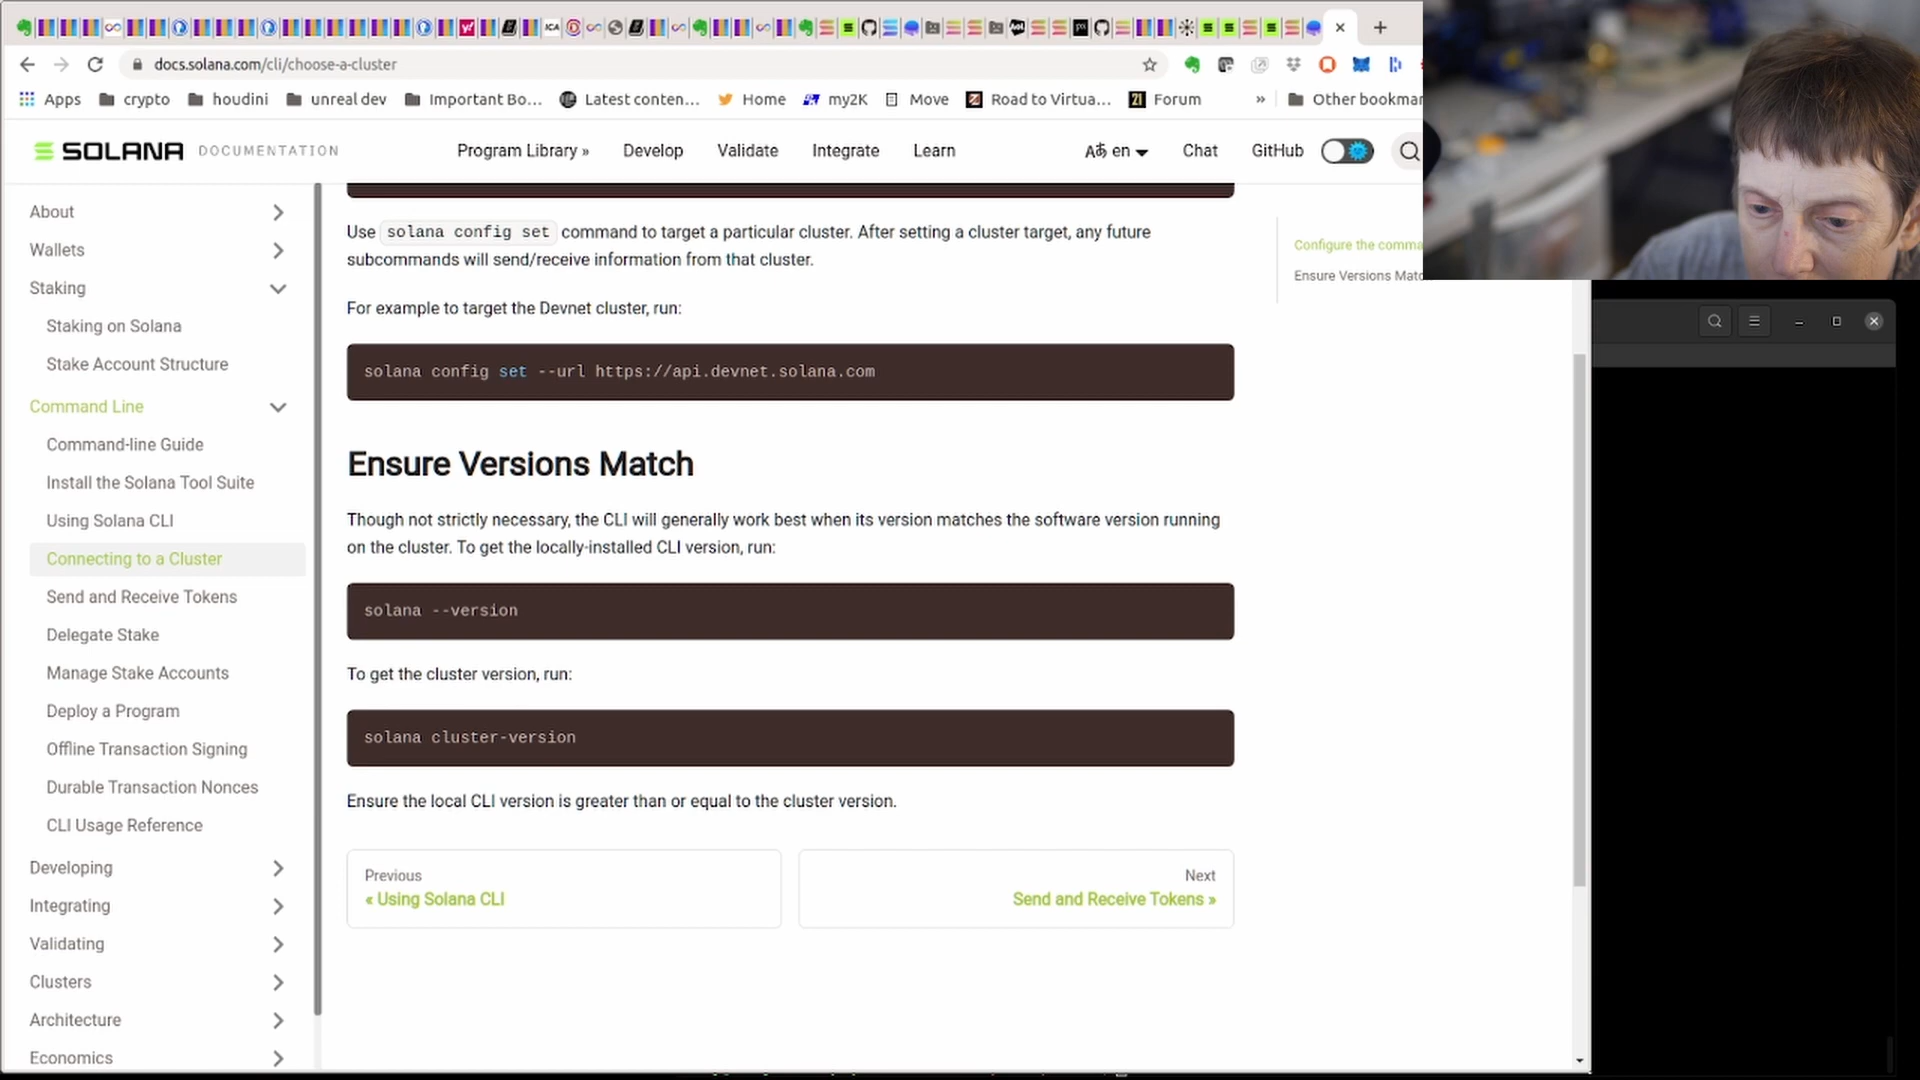 docs.solana.com/cli/choose-a-cluster
Apps crypto houdini unreal dev Important Bo... Latest conten... Home my2K Move Road to Virtua... Forum » Other bookmar
SOLANA DOCUMENTATION Program Library » Develop Validate Integrate Learn en Chat GitHub
About
Wallets
Staking
Staking on Solana
Stake Account Structure
Command Line
Command-line Guide
Install the Solana Tool Suite
Using Solana CLI
Connecting to a Cluster
Send and Receive Tokens
Delegate Stake
Manage Stake Accounts
Deploy a Program
Offline Transaction Signing
Durable Transaction Nonces
CLI Usage Reference
Developing
Integrating
Validating
Clusters
Architecture
Economics
Use solana config set command to target a particular cluster. After setting a cluster target, any future
subcommands will send/receive information from that cluster.
For example to target the Devnet cluster, run:
solana config set --url https://api.devnet.solana.com
Ensure Versions Match
Though not strictly necessary, the CLI will generally work best when its version matches the software version running
on the cluster. To get the locally-installed CLI version, run:
solana --version
To get the cluster version, run:
solana cluster-version
Ensure the local CLI version is greater than or equal to the cluster version.
Previous
« Using Solana CLI
Next
Send and Receive Tokens »
Configure the comma
Ensure Versions Matc